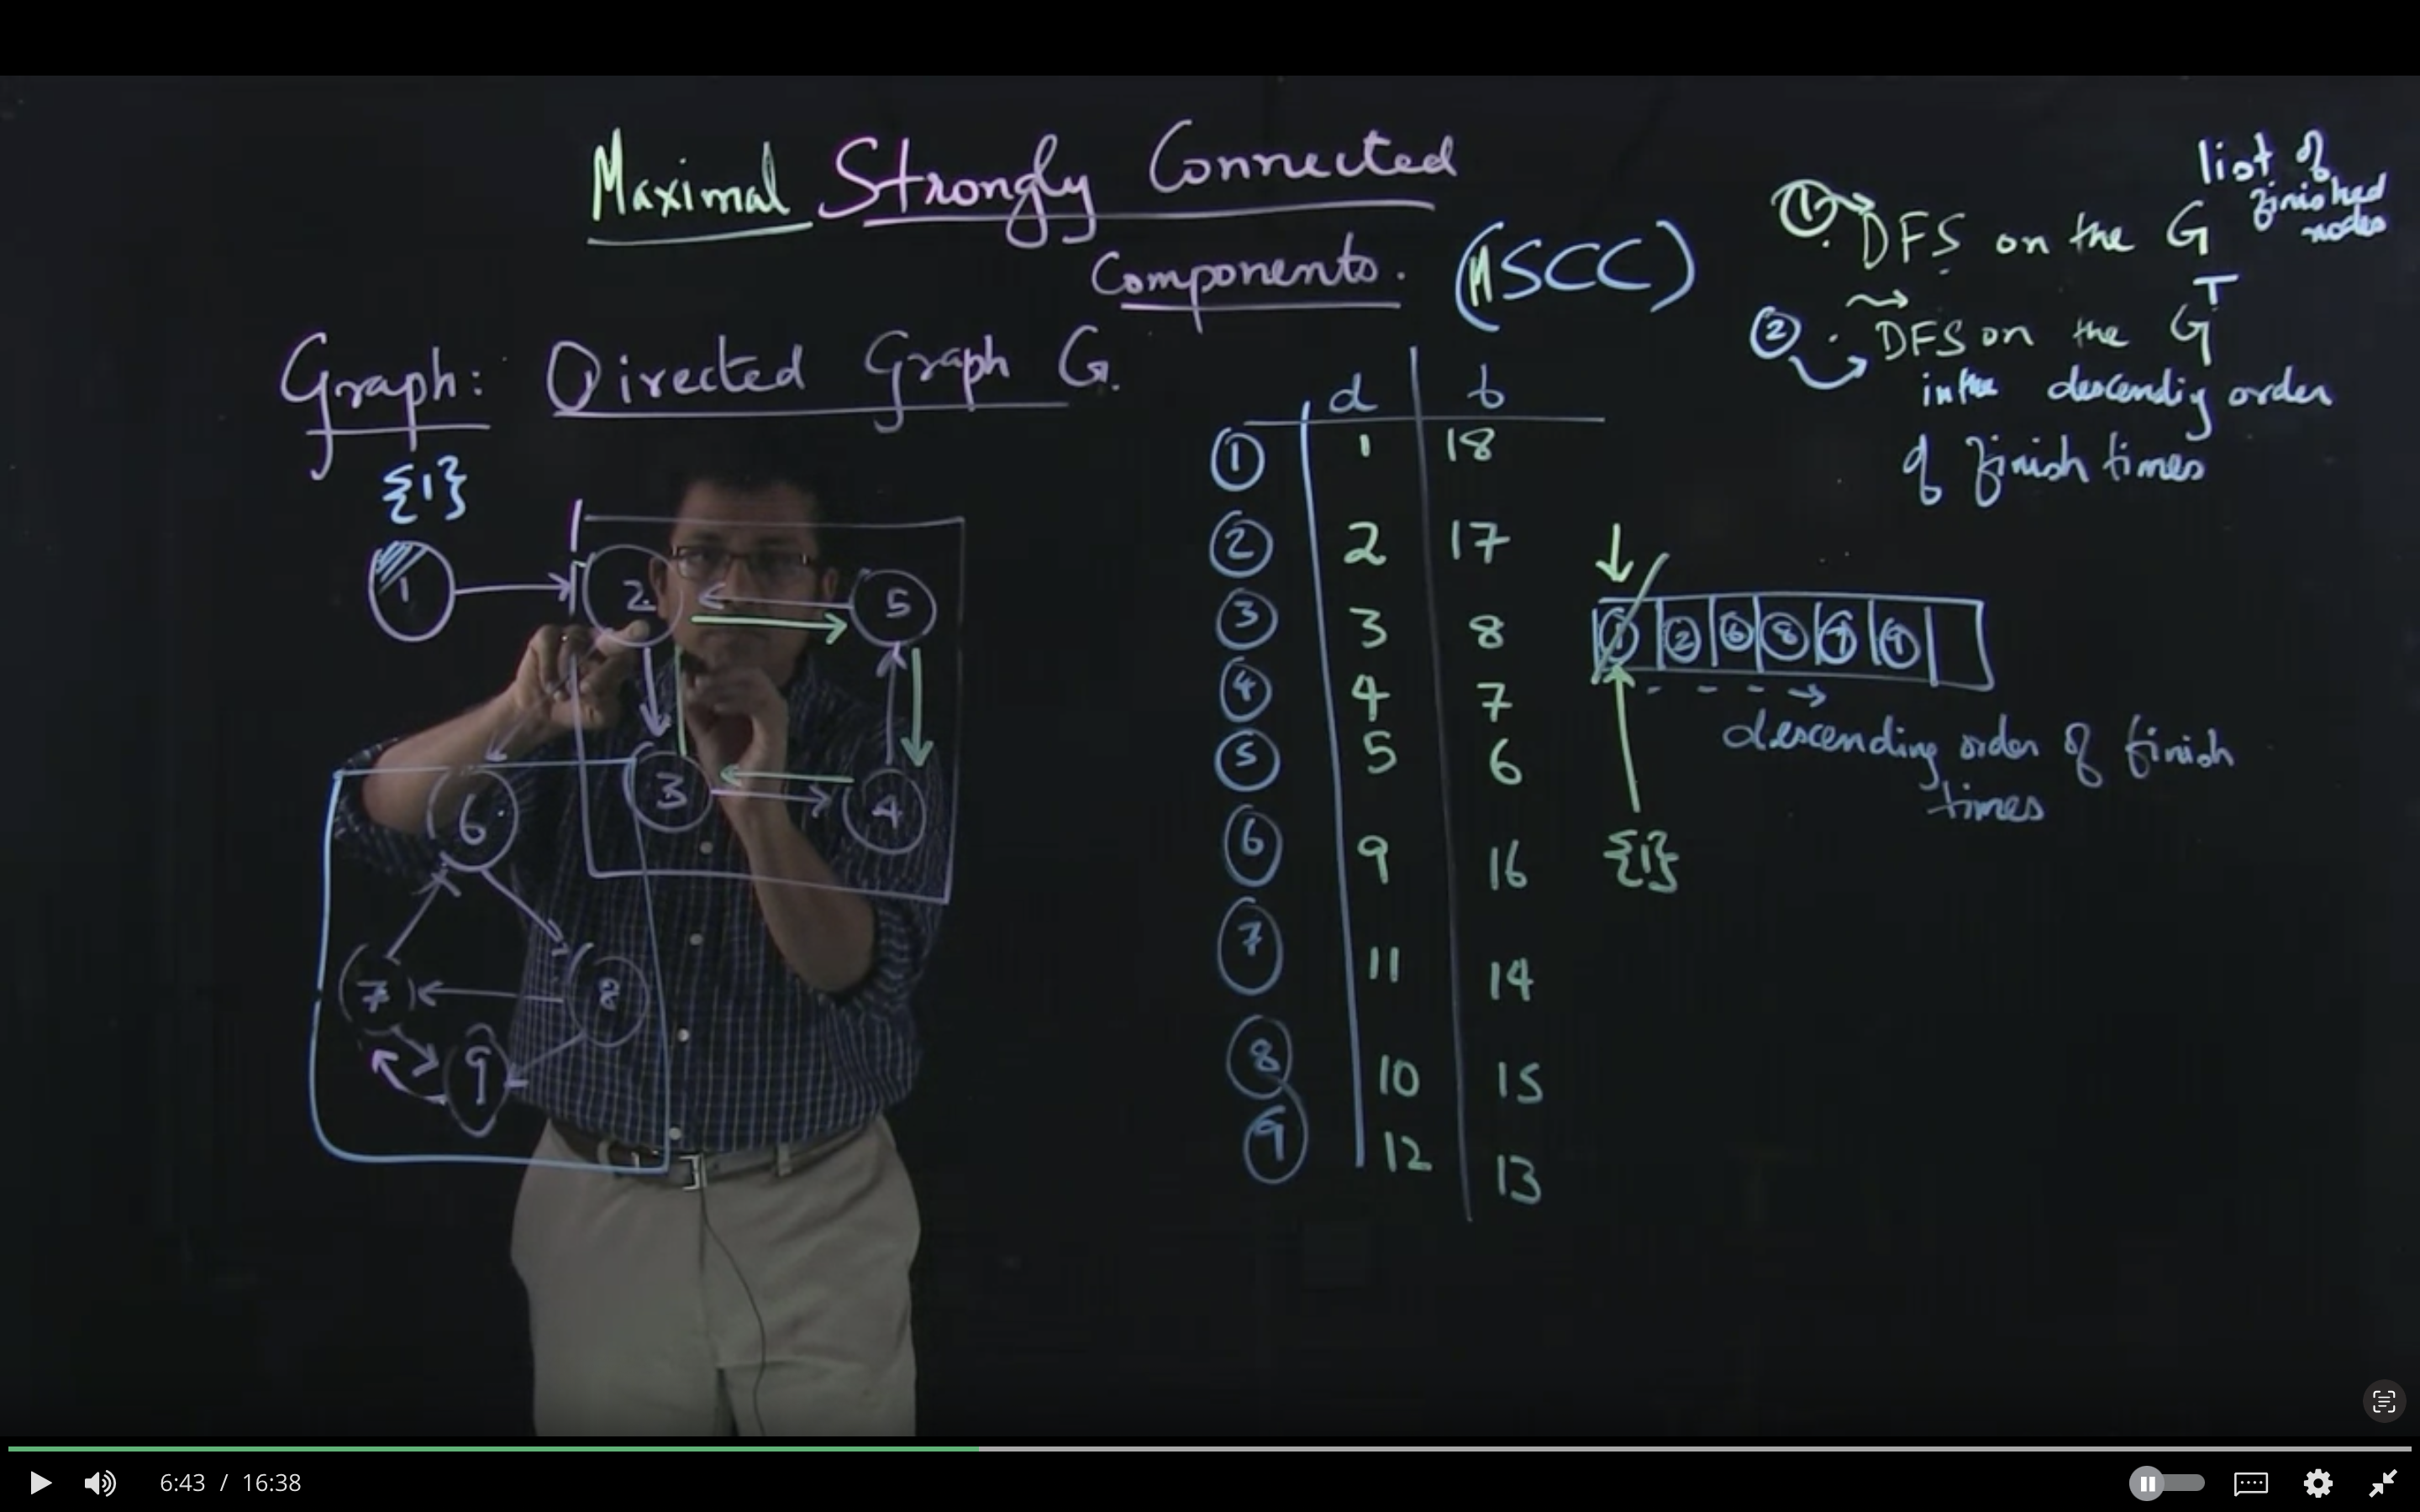 Maximal Strongly Connected
Components. (MSCC)
Graph: Directed Graph G.
{1}
1
2
5
3
4
6
7
8
9
d f
1 1 18
2 2 17
3 3 8
4 4 7
5 5 6
6 9 16
7 11 14
8 10 15
9 12 13
list of
finished
nodes
1 DFS on the G
2 DFS on the G T
in the descendig order
of finish times
1 2 6 8 7 9
descending order of finish
times
{1}
6:43 / 16:38